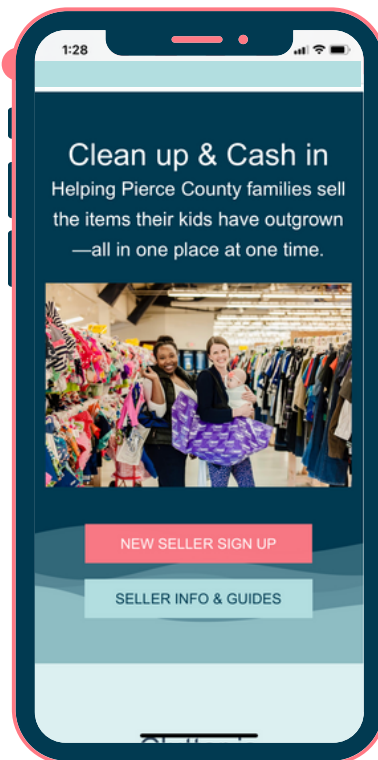 1:28
Clean up & Cash in
Helping Pierce County families sell
the items their kids have outgrown
—all in one place at one time.
NEW SELLER SIGN UP
SELLER INFO & GUIDES